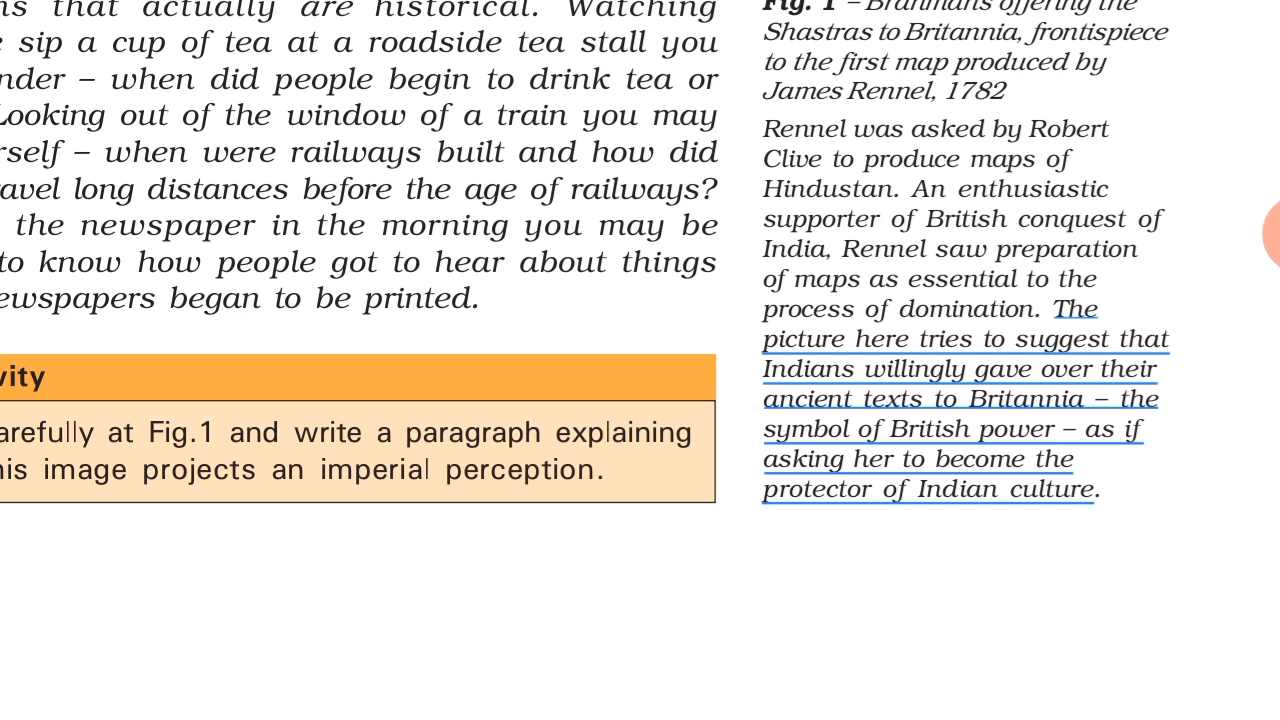 ns that actually are historical. Watching
e sip a cup of tea at a roadside tea stall you
nder – when did people begin to drink tea or
Looking out of the window of a train you may
rself – when were railways built and how did
ravel long distances before the age of railways?
the newspaper in the morning you may be
to know how people got to hear about things
ewspapers began to be printed.
vity
arefully at Fig.1 and write a paragraph explaining
his image projects an imperial perception.
Fig. 1 – Brahmans offering the
Shastras to Britannia, frontispiece
to the first map produced by
James Rennel, 1782
Rennel was asked by Robert
Clive to produce maps of
Hindustan. An enthusiastic
supporter of British conquest of
India, Rennel saw preparation
of maps as essential to the
process of domination. The
picture here tries to suggest that
Indians willingly gave over their
ancient texts to Britannia – the
symbol of British power – as if
asking her to become the
protector of Indian culture.